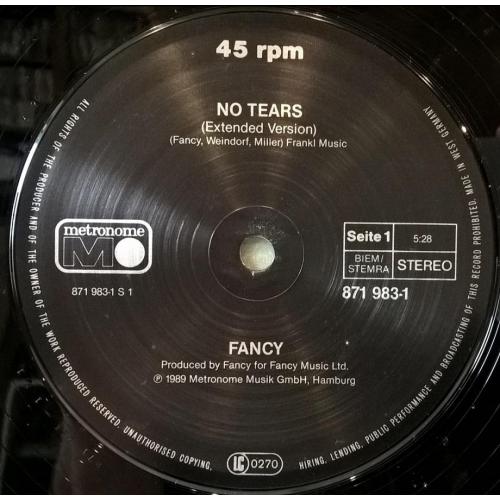 45 rpm
NO TEARS
(Extended Version)
(Fancy, Weindorf, Miller) Frankl Music
metronome
M
871 983-1 S 1
Seite 1
5:28
BIEM/
STEMRA
STEREO
871 983-1
FANCY
Produced by Fancy for Fancy Music Ltd.
℗ 1989 Metronome Musik GmbH, Hamburg
LC 0270
ALL RIGHTS OF THE PRODUCER AND OF THE OWNER OF THE WORK REPRODUCED RESERVED. UNAUTHORISED COPYING, HIRING, LENDING, PUBLIC PERFORMANCE AND BROADCASTING OF THIS RECORD PROHIBITED. MADE IN WEST GERMANY